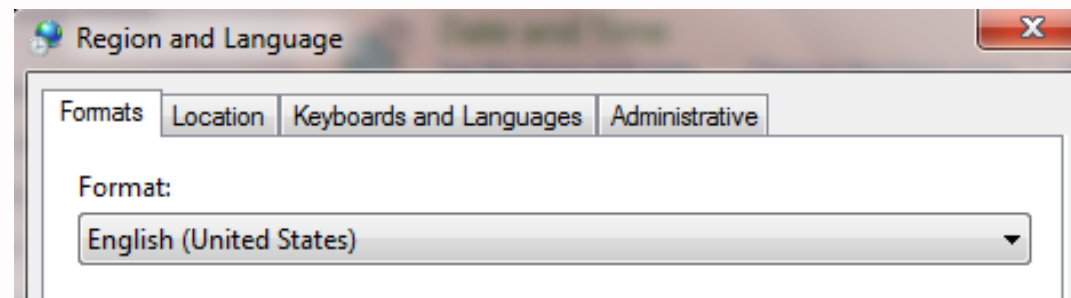 Region and Language
Formats Location Keyboards and Languages Administrative
Format:
English (United States)